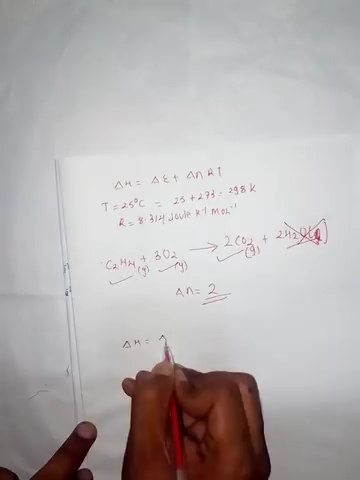 ΔH = ΔE + ΔnRT
T = 25°C = 25 + 273 = 298 K
R = 8.314 Joule K⁻¹ Mol⁻¹
C2H4(g) + 3O2(g) → 2CO2(g) + 2H2O(l)
Δn = 2
ΔH =